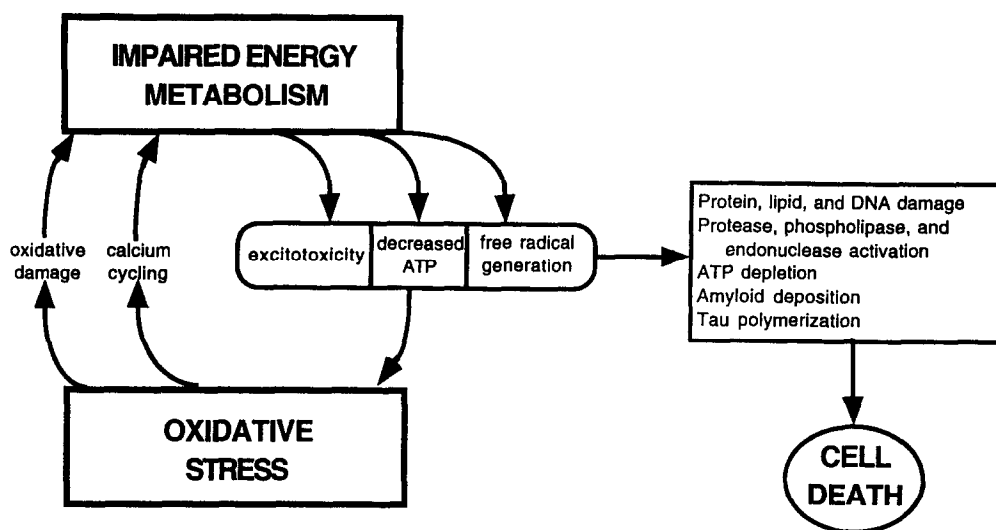 IMPAIRED ENERGY
METABOLISM
oxidative
damage
calcium
cycling
excitotoxicity
decreased
ATP
free radical
generation
Protein, lipid, and DNA damage
Protease, phospholipase, and
endonuclease activation
ATP depletion
Amyloid deposition
Tau polymerization
OXIDATIVE
STRESS
CELL
DEATH